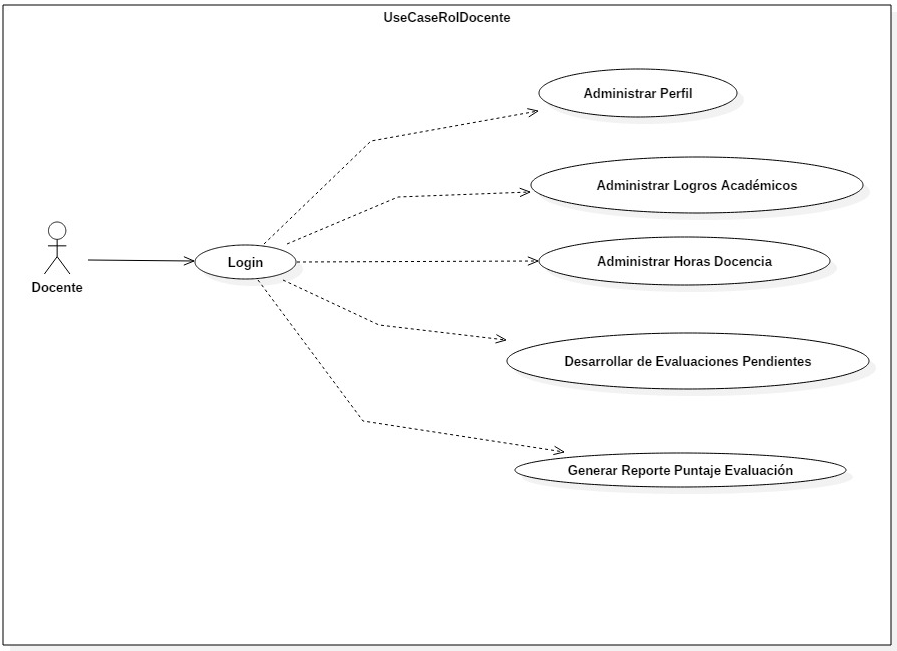 UseCaseRolDocente
Administrar Perfil
Administrar Logros Académicos
Administrar Horas Docencia
Login
Docente
Desarrollar de Evaluaciones Pendientes
Generar Reporte Puntaje Evaluación